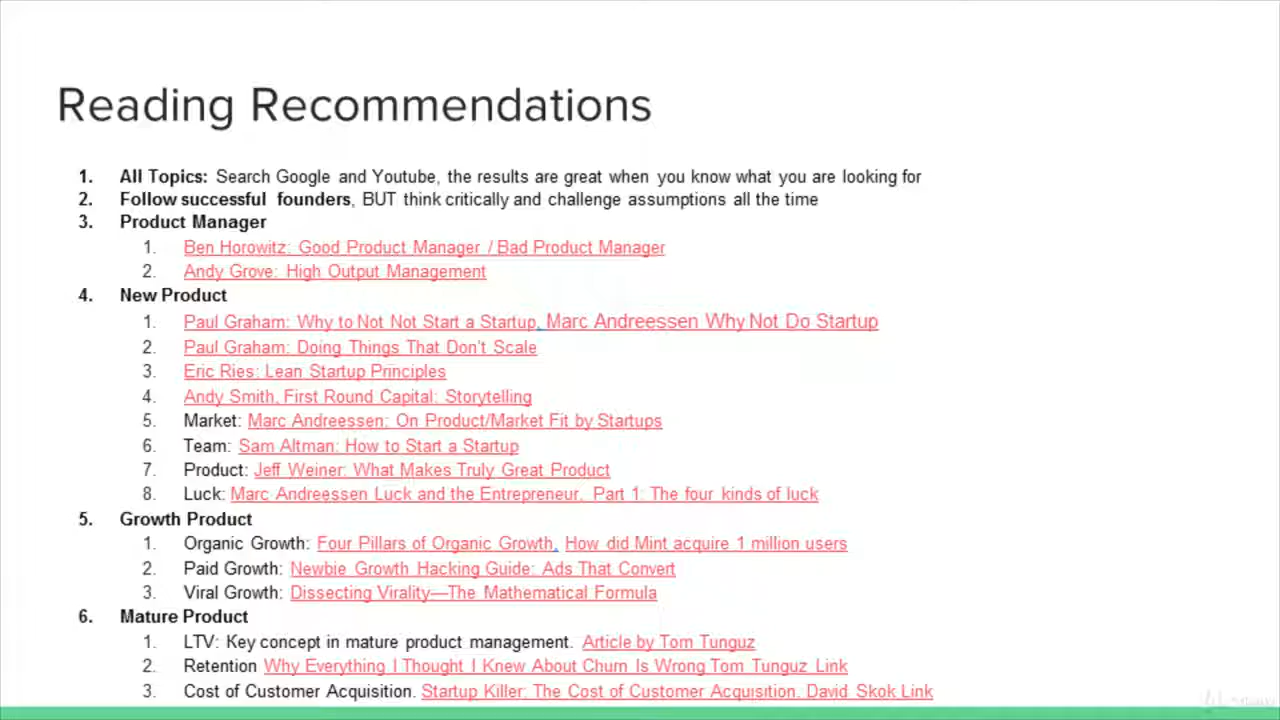 Reading Recommendations
1. All Topics: Search Google and Youtube, the results are great when you know what you are looking for
2. Follow successful founders, BUT think critically and challenge assumptions all the time
3. Product Manager
1. Ben Horowitz: Good Product Manager / Bad Product Manager
2. Andy Grove: High Output Management
4. New Product
1. Paul Graham: Why to Not Not Start a Startup, Marc Andreessen Why Not Do Startup
2. Paul Graham: Doing Things That Don't Scale
3. Eric Ries: Lean Startup Principles
4. Andy Smith, First Round Capital: Storytelling
5. Market: Marc Andreessen: On Product/Market Fit by Startups
6. Team: Sam Altman: How to Start a Startup
7. Product: Jeff Weiner: What Makes Truly Great Product
8. Luck: Marc Andreessen Luck and the Entrepreneur, Part 1: The four kinds of luck
5. Growth Product
1. Organic Growth: Four Pillars of Organic Growth, How did Mint acquire 1 million users
2. Paid Growth: Newbie Growth Hacking Guide: Ads That Convert
3. Viral Growth: Dissecting Virality—The Mathematical Formula
6. Mature Product
1. LTV: Key concept in mature product management. Article by Tom Tunguz
2. Retention Why Everything I Thought I Knew About Churn Is Wrong Tom Tunguz Link
3. Cost of Customer Acquisition. Startup Killer: The Cost of Customer Acquisition, David Skok Link